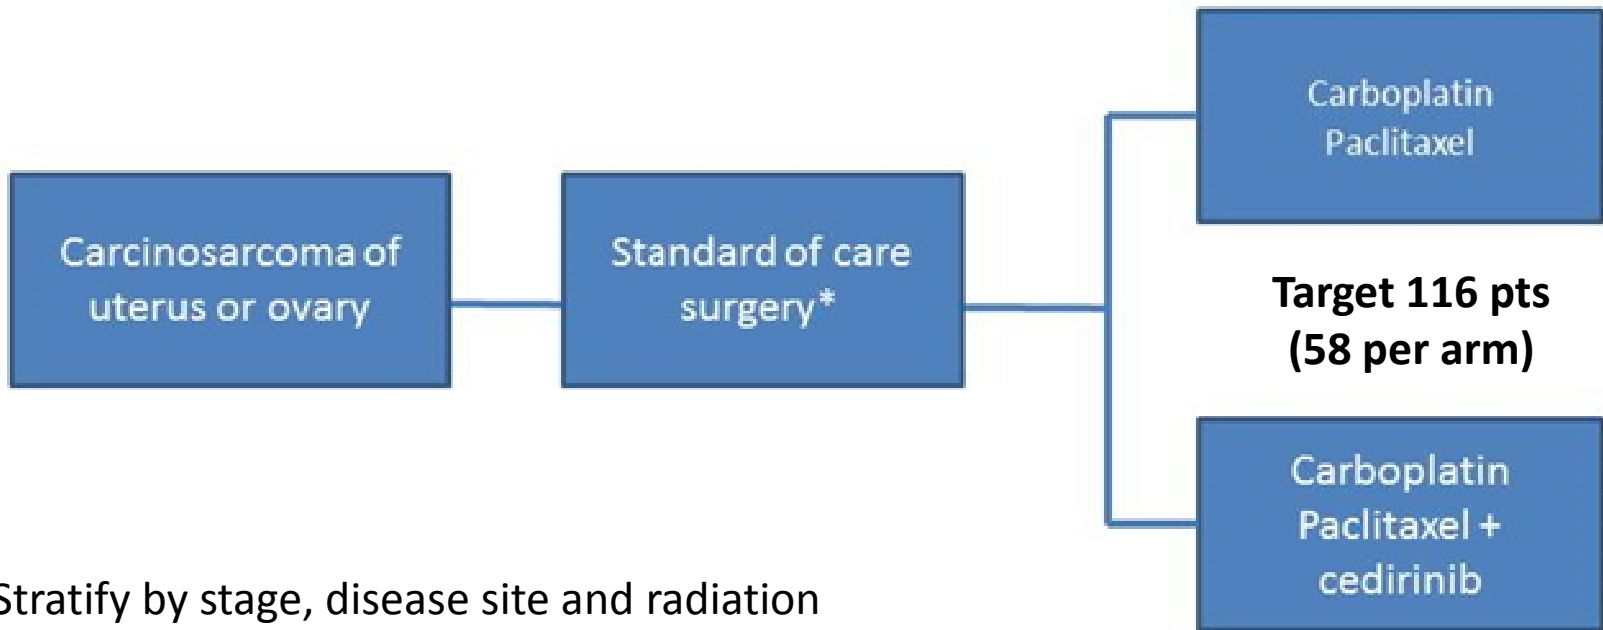 Carcinosarcoma of
uterus or ovary
Standard of care
surgery*
Carboplatin
Paclitaxel
Target 116 pts
(58 per arm)
Carboplatin
Paclitaxel +
cedirinib
Stratify by stage, disease site and radiation